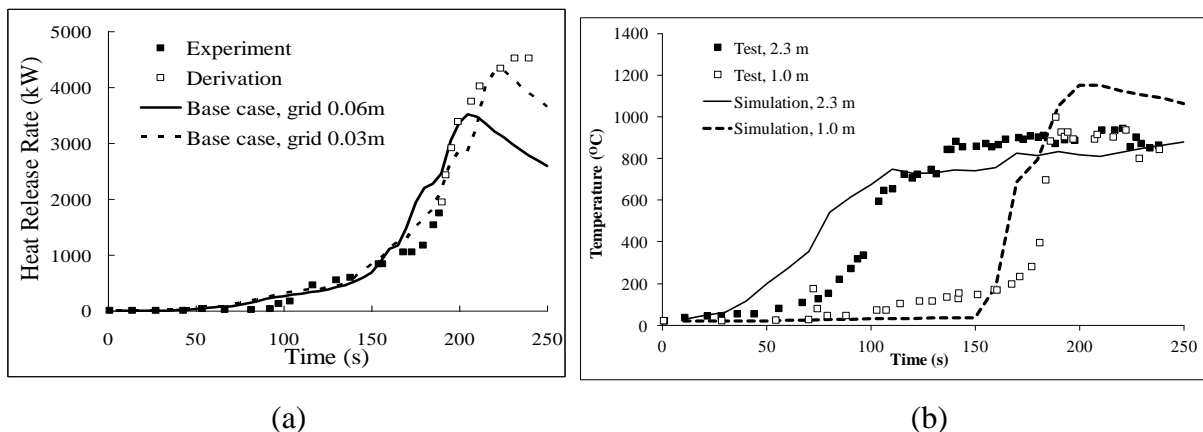 5000
4000
3000
2000
1000
0
Heat Release Rate (kW)
Experiment
Derivation
Base case, grid 0.06m
Base case, grid 0.03m
0 50 100 150 200 250
Time (s)
(a)
1400
1200
1000
800
600
400
200
0
Temperature (°C)
Test, 2.3 m
Test, 1.0 m
Simulation, 2.3 m
Simulation, 1.0 m
0 50 100 150 200 250
Time (s)
(b)